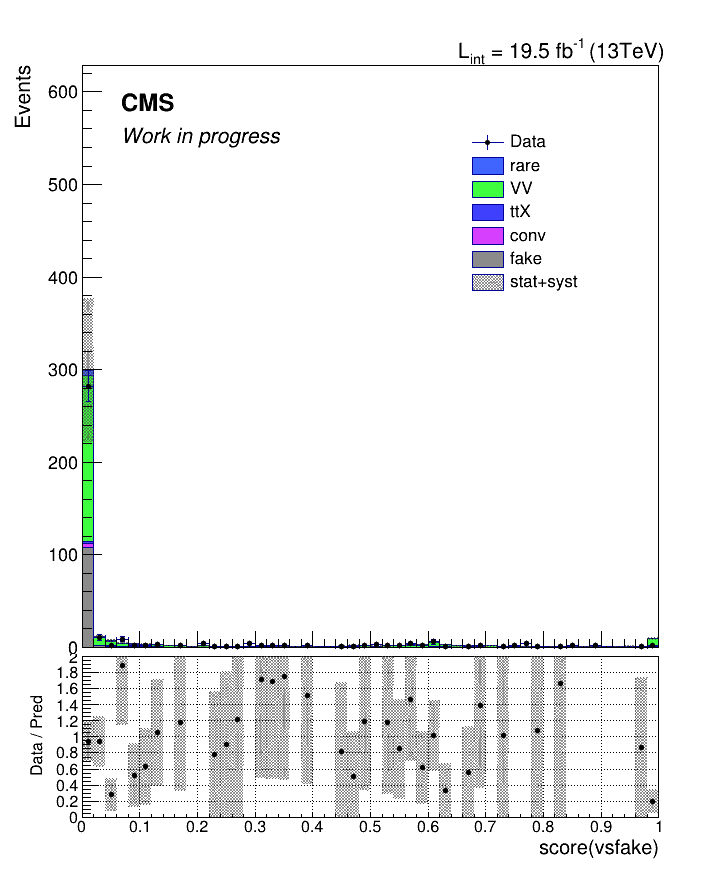 L_int = 19.5 fb^-1 (13TeV)
Events
CMS
Work in progress
Data
rare
VV
ttX
conv
fake
stat+syst
600
500
400
300
200
100
0
Data / Pred
2
1.8
1.6
1.4
1.2
1
0.8
0.6
0.4
0.2
0
0 0.1 0.2 0.3 0.4 0.5 0.6 0.7 0.8 0.9 1
score(vsfake)